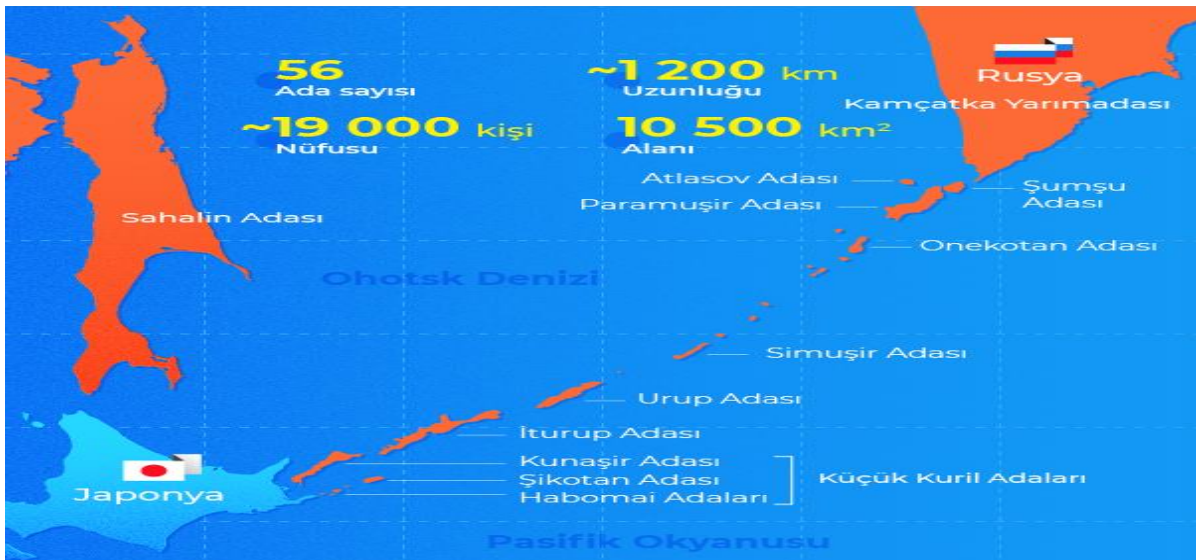 56
Ada sayısı
~1 200 km
Uzunluğu
~19 000 kişi
Nüfusu
10 500 km²
Alanı
Rusya
Kamçatka Yarımadası
Atlasov Adası
Şumşu
Adası
Paramuşir Adası
Onekotan Adası
Sahalin Adası
Ohotsk Denizi
Simuşir Adası
Urup Adası
İturup Adası
Kunaşir Adası
Şikotan Adası
Habomai Adaları
Küçük Kuril Adaları
Japonya
Pasifik Okyanusu